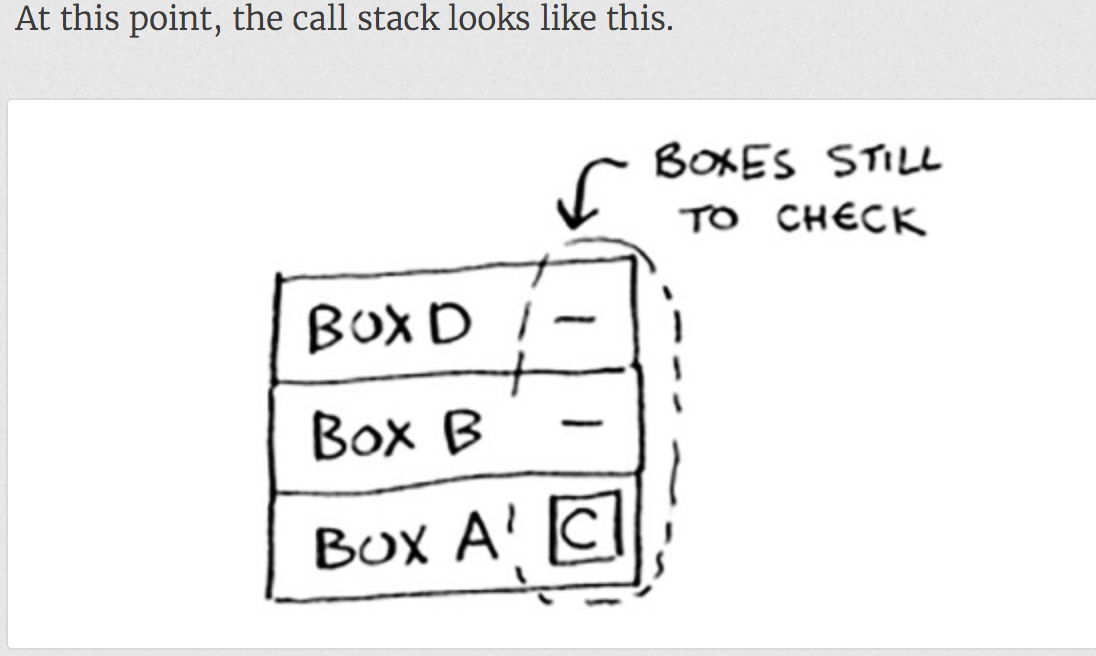 At this point, the call stack looks like this.
BOXES STILL
TO CHECK
BOX D –
BOX B –
BOX A C